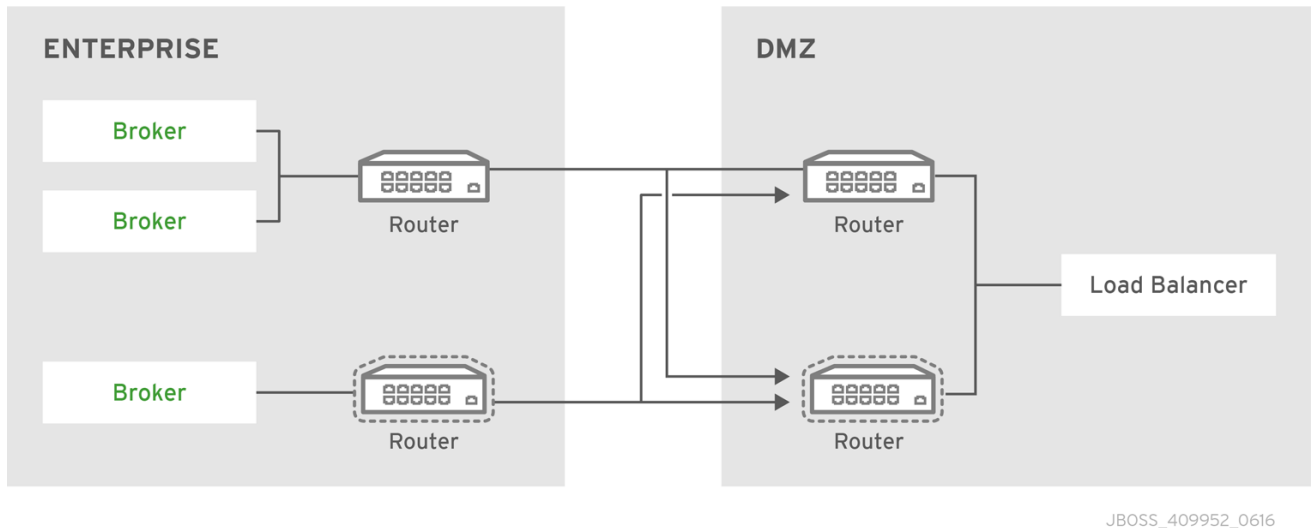 ENTERPRISE
DMZ
Broker
Broker
Router
Router
Load Balancer
Broker
Router
Router
JBOSS_409952_0616